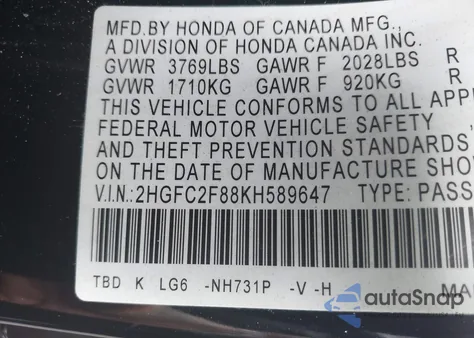 MFD.BY HONDA OF CANADA MFG.,
A DIVISION OF HONDA CANADA INC.
GVWR 3769LBS GAWR F 2028LBS R
GVWR 1710KG GAWR F 920KG R
THIS VEHICLE CONFORMS TO ALL APP
FEDERAL MOTOR VEHICLE SAFETY,
AND THEFT PREVENTION STANDARDS
ON THE DATE OF MANUFACTURE SHO
V.I.N.:2HGFC2F88KH589647 TYPE: PASS
TBD K LG6 -NH731P -V -H MA
autoSnap